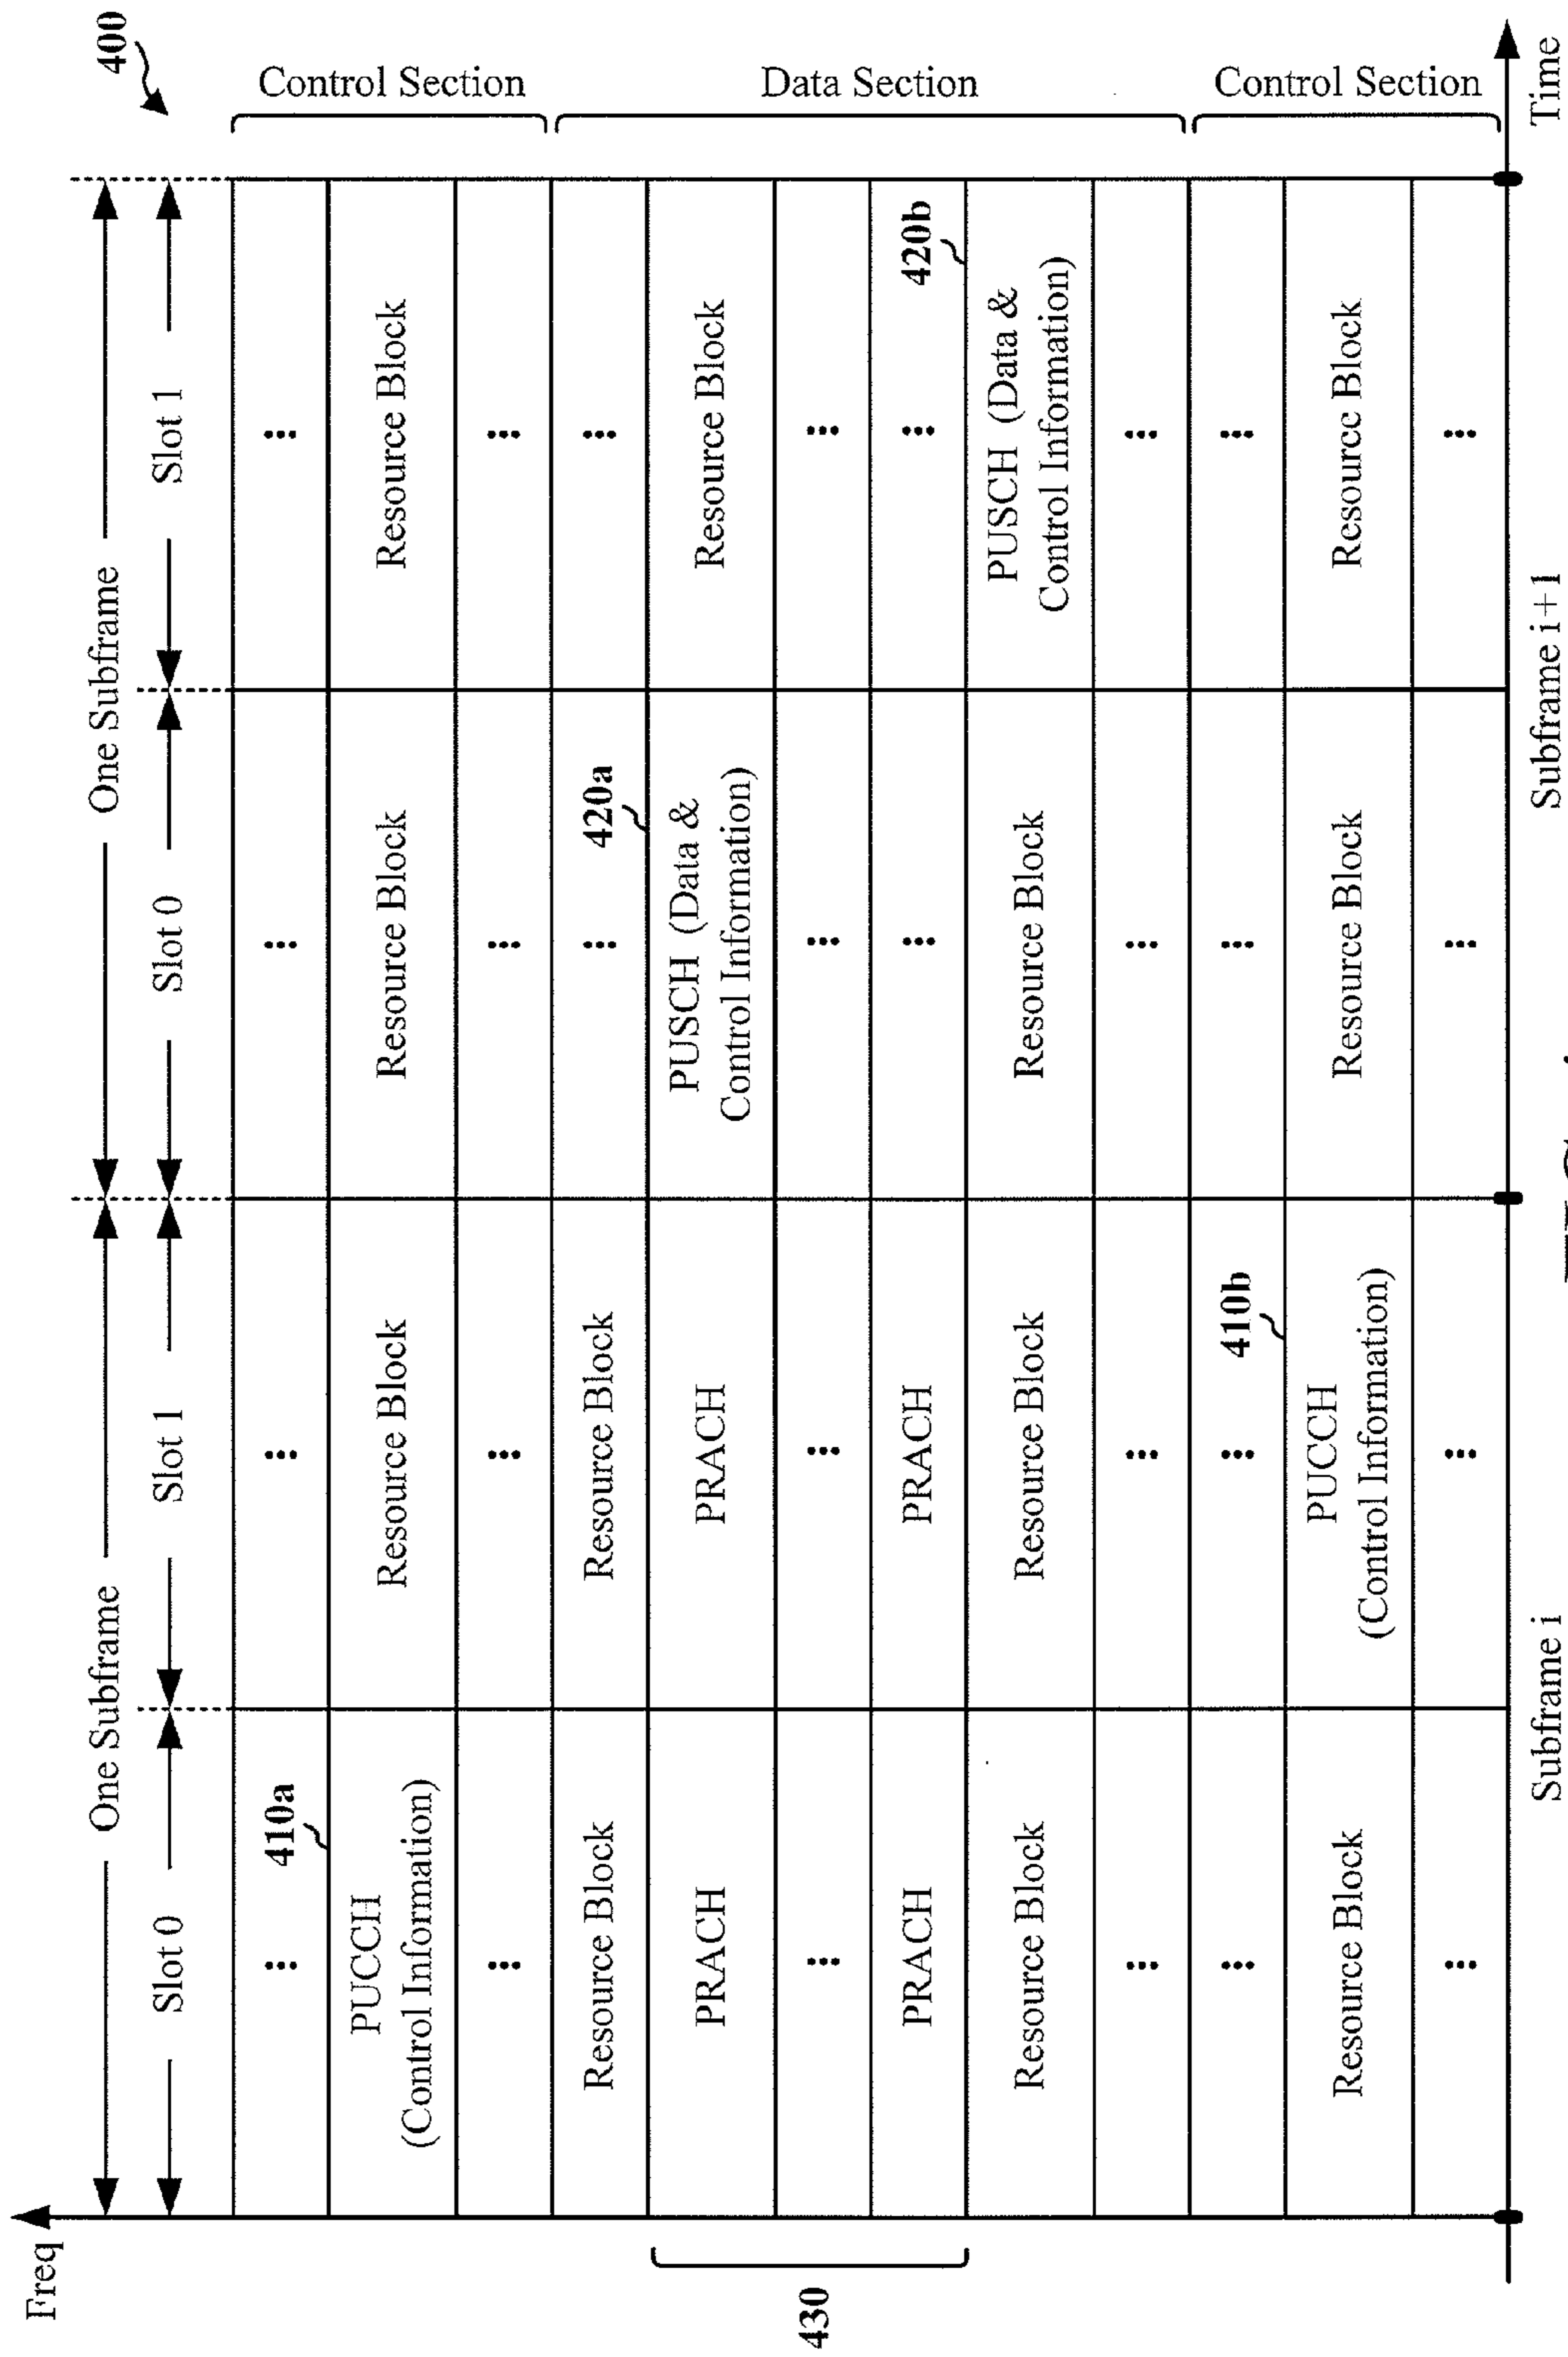 Freq
400
One Subframe
One Subframe
Slot 0
Slot 1
Slot 0
Slot 1
410a
PUCCH
(Control Information)
Resource Block
Resource Block
Resource Block
Control Section
Resource Block
Resource Block
420a
430
PRACH
PRACH
PUSCH (Data &
Control Information)
Resource Block
Data Section
PRACH
PRACH
420b
Resource Block
Resource Block
Resource Block
PUSCH (Data &
Control Information)
410b
Resource Block
PUCCH
(Control Information)
Resource Block
Resource Block
Control Section
Subframe i
Subframe i+1
Time